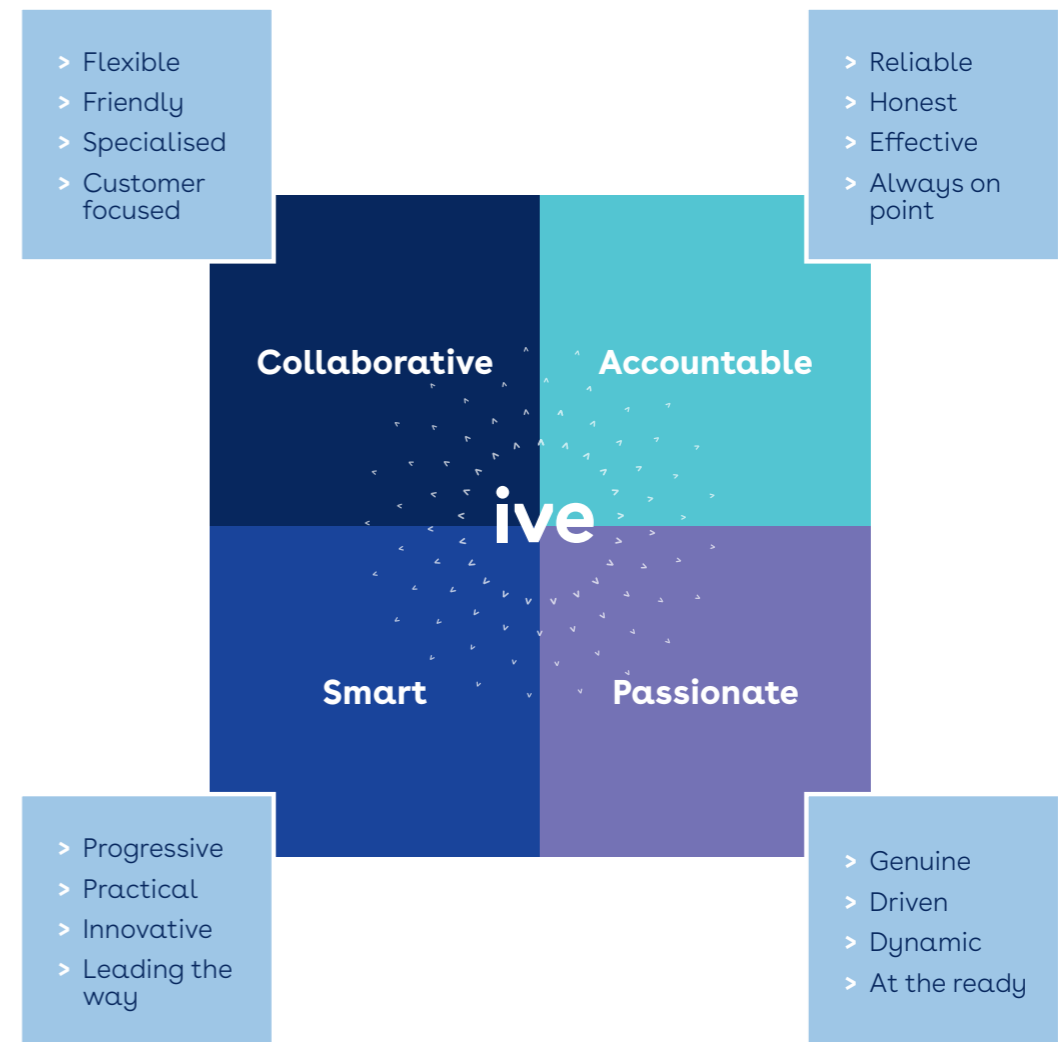 > Flexible
> Friendly
> Specialised
> Customer
focused
> Reliable
> Honest
> Effective
> Always on
point
Collaborative
Accountable
ive
Smart
Passionate
> Progressive
> Practical
> Innovative
> Leading the
way
> Genuine
> Driven
> Dynamic
> At the ready